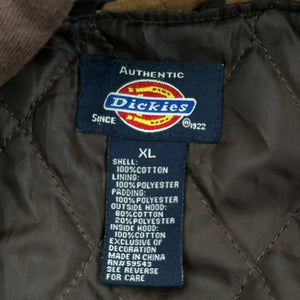 AUTHENTIC
Dickies
SINCE ® 1922
XL
SHELL:
100% COTTON
LINING:
100% POLYESTER
PADDING:
100% POLYESTER
OUTSIDE HOOD:
80% COTTON
20% POLYESTER
INSIDE HOOD:
100% COTTON
EXCLUSIVE OF
DECORATION
MADE IN CHINA
RN#59543
SEE REVERSE
FOR CARE